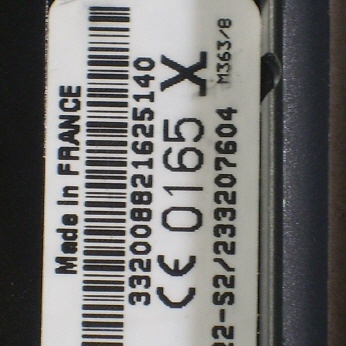 Made in FRANCE
332008821625140
CE 0165 X
M363/8
22-S2/233207604